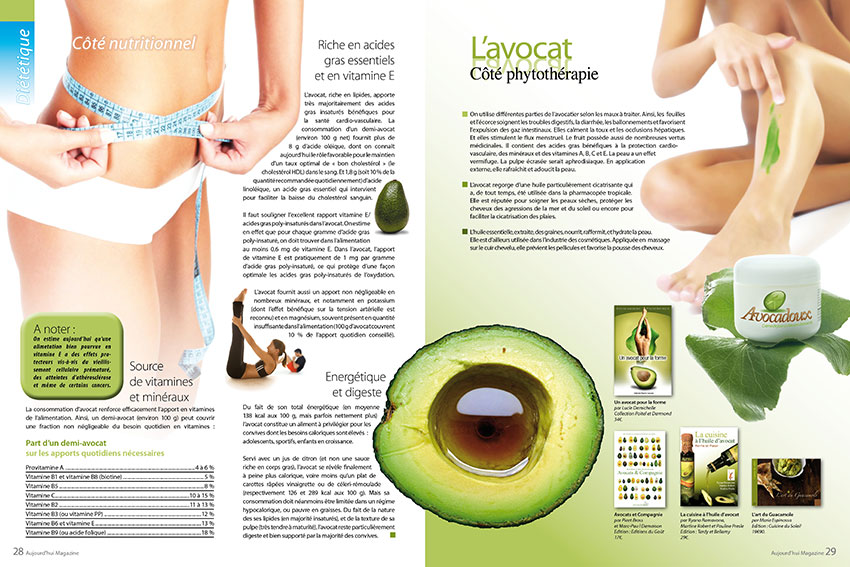 Diététique
Côté nutritionnel
Riche en acides
gras essentiels
et en vitamine E
L'avocat, riche en lipides, apporte
très majoritairement des acides
gras insaturés bénéfiques pour
la santé cardio-vasculaire. La
consommation d'un demi-avocat
(environ 100 g net) fournit plus de
8 g d'acide oléique, dont on connait
aujourd'hui le rôle favorable pour le maintien
d'un taux optimal de « bon cholestérol » (le
cholestérol HDL) dans le sang. Et 1,8 g (soit 10 % de la
quantité recommandée quotidiennement) d'acide
linoléique, un acide gras essentiel qui intervient
pour faciliter la baisse du cholestérol sanguin.
Il faut souligner l'excellent rapport vitamine E/
acides gras poly-insaturés dans l'avocat. On estime
en effet que pour chaque gramme d'acide gras
poly-insaturé, on doit trouver dans l'alimentation
au moins 0,6 mg de vitamine E. Dans l'avocat, l'apport
de vitamine E est pratiquement de 1 mg par gramme
d'acide gras poly-insaturé, ce qui protège d'une façon
optimale les acides gras poly-insaturés de l'oxydation.
L'avocat fournit aussi un apport non négligeable en
nombreux minéraux, et notamment en potassium
(dont l'effet bénéfique sur la tension artérielle est
reconnu) et en magnésium, souvent présent en quantité
insuffisante dans l'alimentation (100 g d'avocat couvrent
10 % de l'apport quotidien conseillé).
A noter :
On estime aujourd'hui qu'une
alimetation bien pourvue en
vitamine E a des effets pro-
tecteurs vis-à-vis du vieillis-
sement cellulaire prématuré,
des atteintes d'athérosclérose
et même de certains cancers.
Source
de vitamines
et minéraux
La consommation d'avocat renforce efficacement l'apport en vitamines
de l'alimentation. Ainsi, un demi-avocat (environ 100 g) peut couvrir
une fraction non négligeable du besoin quotidien en vitamines :
Part d'un demi-avocat
sur les apports quotidiens nécessaires
Provitamine A 4 à 6 %
Vitamine B1 et vitamine B8 (biotine) 5 %
Vitamine B5 8 %
Vitamine C 10 à 15 %
Vitamine B2 11 à 13 %
Vitamine B3 (ou vitamine PP) 12 %
Vitamine B6 et vitamine E 13 %
Vitamine B9 (ou acide folique) 18 %
Energétique
et digeste
Du fait de son total énergétique (en moyenne
138 kcal aux 100 g, mais parfois nettement plus)
l'avocat constitue un aliment à privilégier pour les
convives dont les besoins caloriques sont élevés :
adolescents, sportifs, enfants en croissance.
Servi avec un jus de citron (et non une sauce
riche en corps gras), l'avocat se révèle finalement
à peine plus calorique, voire moins qu'un plat de
carottes râpées vinaigrette ou de céleri-rémoulade
(respectivement 126 et 289 kcal aux 100 g). Mais sa
consommation doit néanmoins être limitée dans un régime
hypocalorique, ou pauvre en graisses. Du fait de la nature
des ses lipides (en majorité insaturés), et de la texture de sa
pulpe (très tendre à maturité), l'avocat reste particulièrement
digeste et bien supporté par la majorité des convives.
28 Aujourd'hui Magazine
L'avocat
Côté phytothérapie
On utilise différentes parties de l'avocatier selon les maux à traiter. Ainsi, les feuilles
et l'écorce soignent les troubles digestifs, la diarrhée, les ballonnements et favorisent
l'expulsion des gaz intestinaux. Elles calment la toux et les occlusions hépatiques.
Et elles stimulent le flux menstruel. Le fruit possède aussi de nombreuses vertus
médicinales. Il contient des acides gras bénéfiques à la protection cardio-
vasculaire, des minéraux et des vitamines A, B, C et E. La peau a un effet
vermifuge. La pulpe écrasée serait aphrodisiaque. En application
externe, elle rafraîchit et adoucit la peau.
L'avocat regorge d'une huile particulièrement cicatrisante qui
a, de tout temps, été utilisée dans la pharmacopée tropicale.
Elle est réputée pour soigner les peaux sèches, protéger les
cheveux des agressions de la mer et du soleil ou encore pour
faciliter la cicatrisation des plaies.
L'huile essentielle, extraite, des graines, nourrit, raffermit, et hydrate la peau.
Elle est d'ailleurs utilisée dans l'industrie des cosmétiques. Appliquée en massage
sur le cuir chevelu, elle prévient les pellicules et favorise la pousse des cheveux.
Avocadoux
Un avocat pour la forme
Un avocat pour la forme
par Lucie Demichelle
Collection Poitaf et Dermond
34€.
Avocats & Compagnie
Avocats et Compagnie
par Piant Beno
et Marc-Paul Damaison
Edition : Editions du Goût
17€.
La cuisine
à l'huile d'avocat
La cuisine à l'huile d'avocat
par Ryana Ramavane,
Martine Robert et Pauline Frede
Edition : Tardy et Bellamy
29€.
L'art du Guacamole
L'art du Guacamole
par Maria Espinossa
Edition : Cuisine du Soleil
19€90.
Aujourd'hui Magazine 29